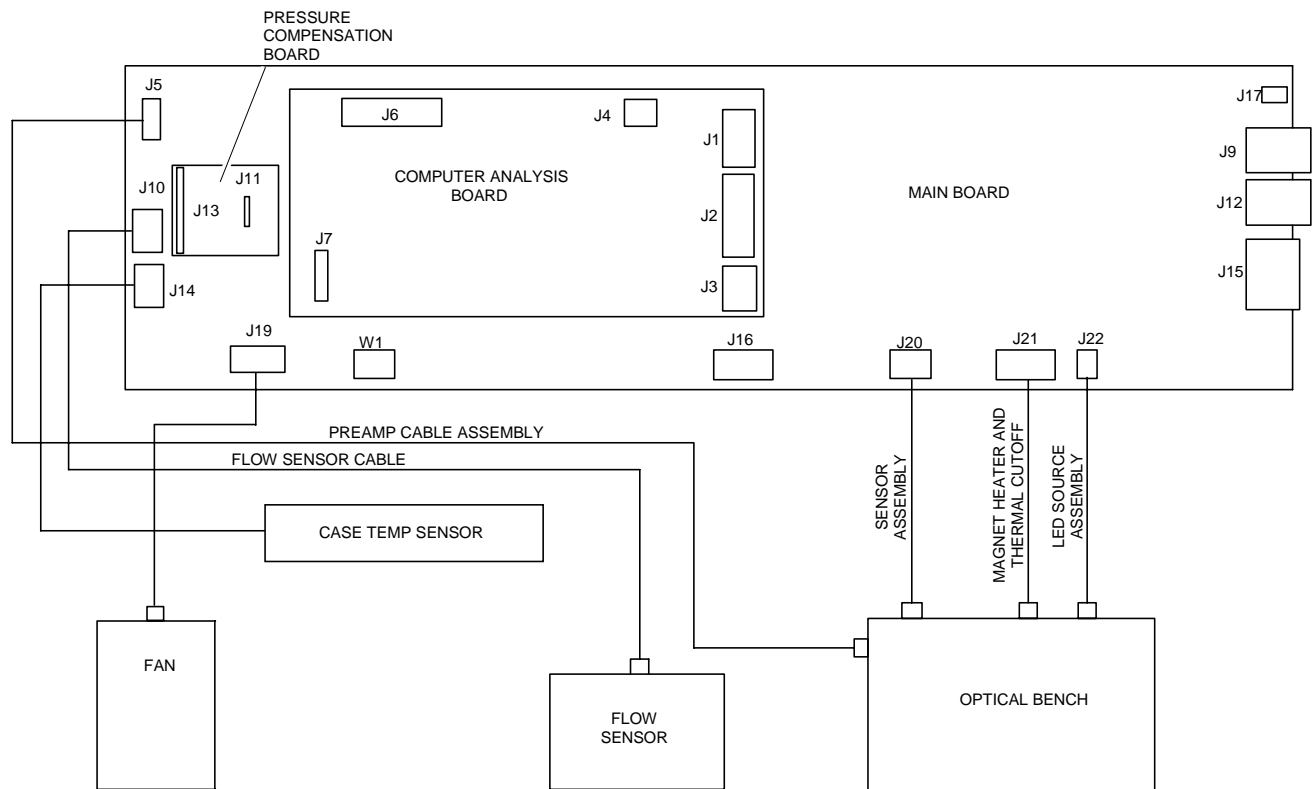 PRESSURE
COMPENSATION
BOARD
J5
J17
J6
J4
J1
J9
COMPUTER ANALYSIS
BOARD
MAIN BOARD
J10
J11
J13
J12
J2
J7
J14
J3
J15
J19
W1
J16
J20
J21
J22
PREAMP CABLE ASSEMBLY
FLOW SENSOR CABLE
CASE TEMP SENSOR
SENSOR
ASSEMBLY
MAGNET HEATER AND
THERMAL CUTOFF
LED SOURCE
ASSEMBLY
FAN
FLOW
SENSOR
OPTICAL BENCH